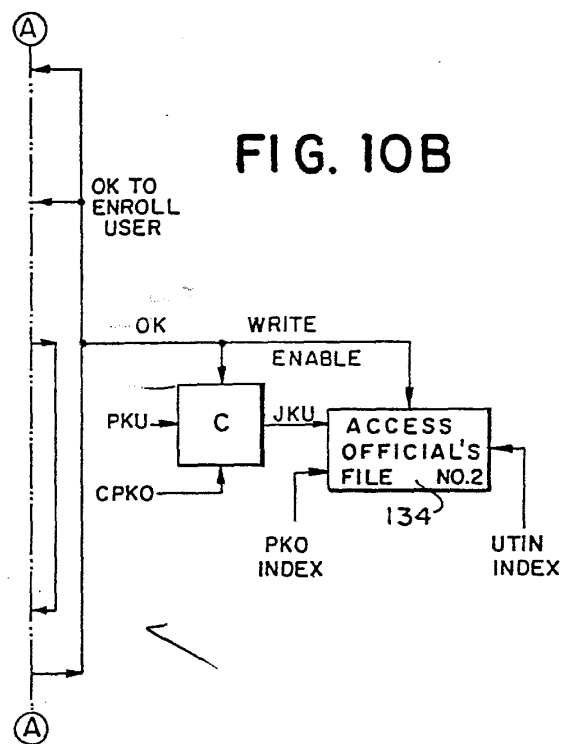 A
FIG. 10B
OK TO
ENROLL
USER
OK
WRITE
ENABLE
PKU
C
JKU
ACCESS
OFFICIAL'S
FILE NO.2
CPKO
134
PKO
INDEX
UTIN
INDEX
A